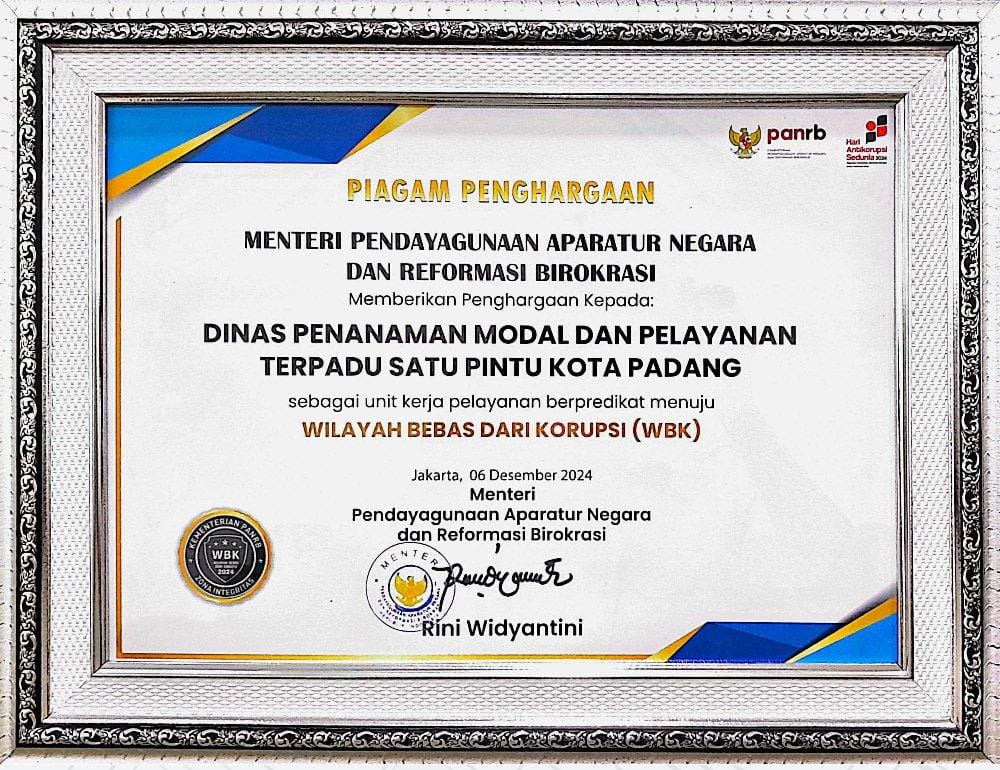 panrb
Hari
Antikorupsi
Sedunia 2024
PIAGAM PENGHARGAAN
MENTERI PENDAYAGUNAAN APARATUR NEGARA
DAN REFORMASI BIROKRASI
Memberikan Penghargaan Kepada:
DINAS PENANAMAN MODAL DAN PELAYANAN
TERPADU SATU PINTU KOTA PADANG
sebagai unit kerja pelayanan berpredikat menuju
WILAYAH BEBAS DARI KORUPSI (WBK)
Jakarta, 06 Desember 2024
Menteri
Pendayagunaan Aparatur Negara
dan Reformasi Birokrasi
KEMENTERIAN PANRB
WBK
2024
ZONA INTEGRITAS
MENTERI
Rini Widyantini